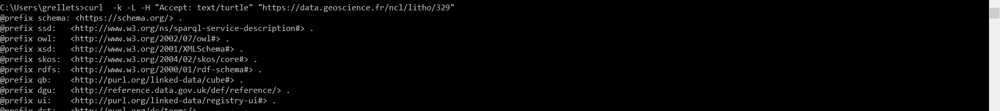 C:\Users\grellets>curl  -k -L -H "Accept: text/turtle" "https://data.geoscience.fr/ncl/litho/329"
@prefix schema: <https://schema.org/> .
@prefix ssd:   <http://www.w3.org/ns/sparql-service-description#> .
@prefix owl:   <http://www.w3.org/2002/07/owl#> .
@prefix xsd:   <http://www.w3.org/2001/XMLSchema#> .
@prefix skos:  <http://www.w3.org/2004/02/skos/core#> .
@prefix rdfs:  <http://www.w3.org/2000/01/rdf-schema#> .
@prefix qb:    <http://purl.org/linked-data/cube#> .
@prefix dgu:   <http://reference.data.gov.uk/def/reference/> .
@prefix ui:    <http://purl.org/linked-data/registry-ui#> .
@prefix dct:   <http://purl.org/dc/terms/>